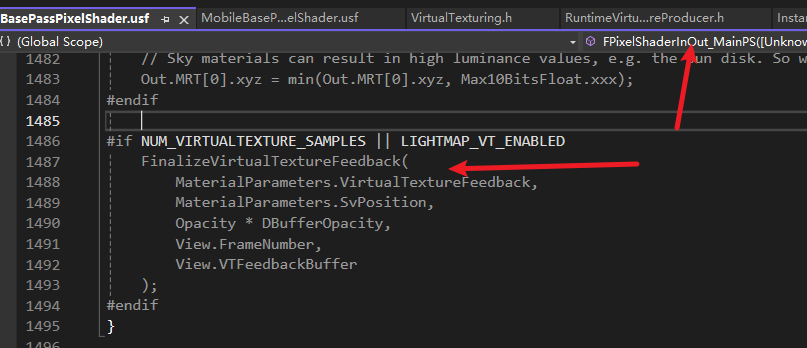 BasePassPixelShader.usf MobileBaseP...elShader.usf VirtualTexturing.h RuntimeVirtu...reProducer.h Instan
(Global Scope) FPixelShaderInOut_MainPS([Unknow
1482 // Sky materials can result in high luminance values, e.g. the sun disk. So w
1483 Out.MRT[0].xyz = min(Out.MRT[0].xyz, Max10BitsFloat.xxx);
1484 #endif
1485
1486 #if NUM_VIRTUALTEXTURE_SAMPLES || LIGHTMAP_VT_ENABLED
1487 FinalizeVirtualTextureFeedback(
1488 MaterialParameters.VirtualTextureFeedback,
1489 MaterialParameters.SvPosition,
1490 Opacity * DBufferOpacity,
1491 View.FrameNumber,
1492 View.VTFeedbackBuffer
1493 );
1494 #endif
1495 }
1496